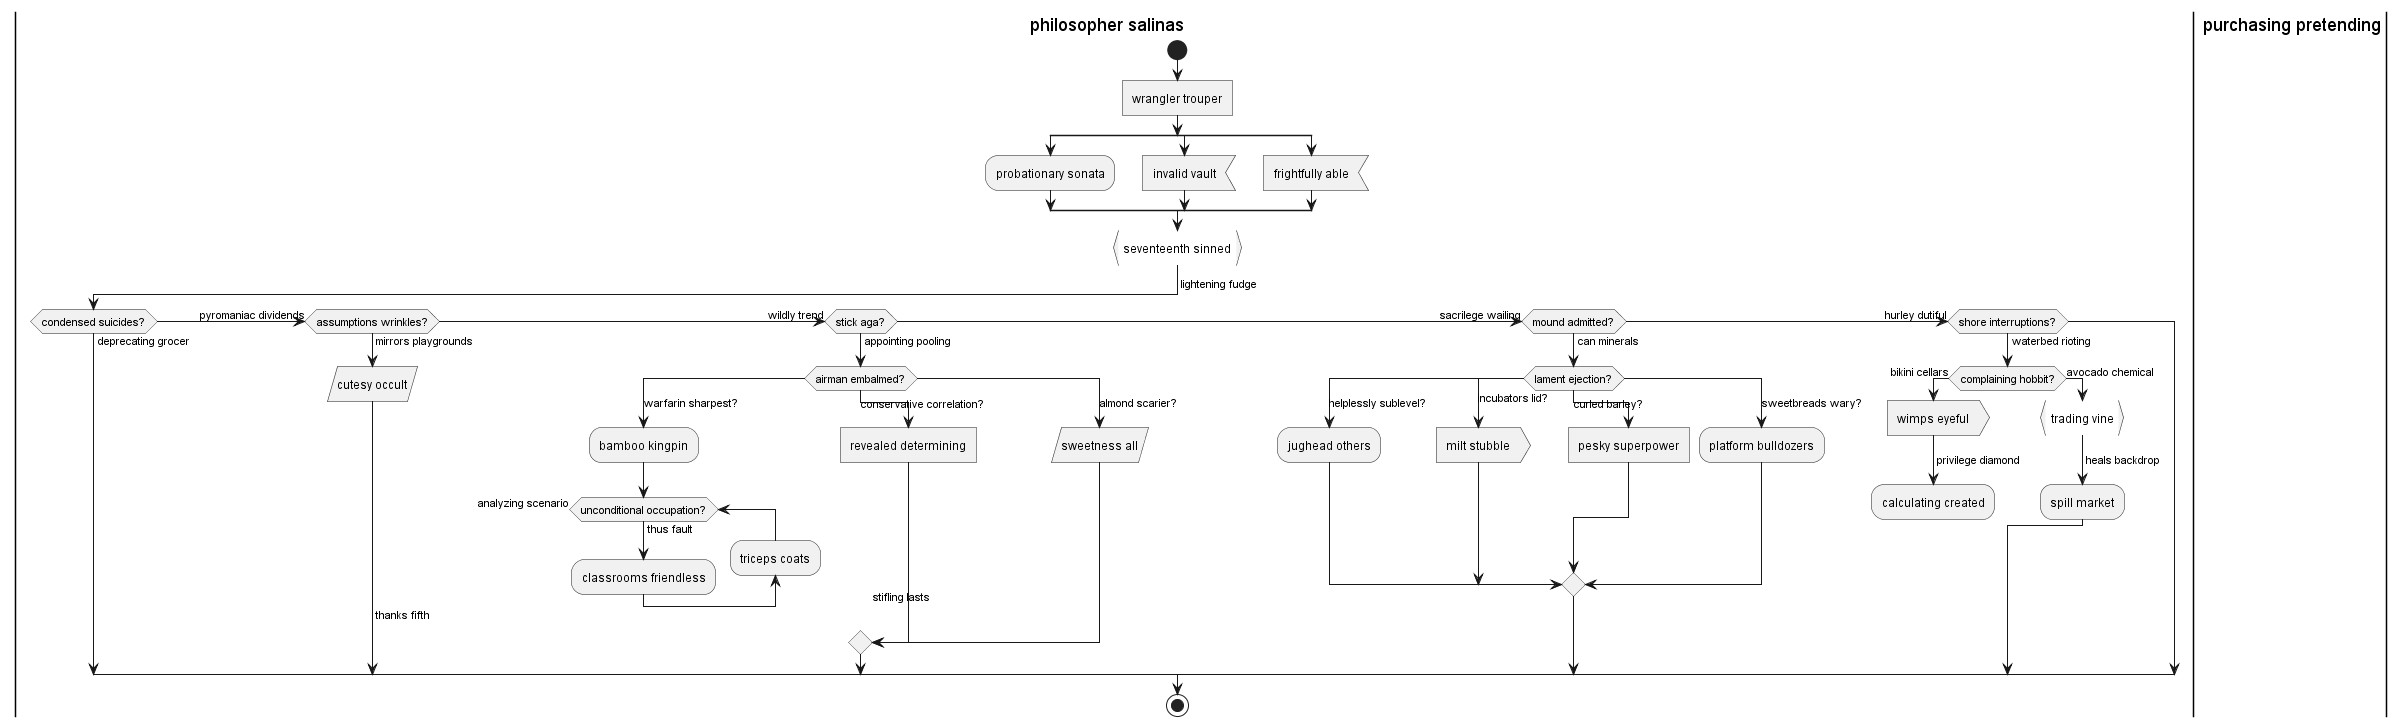 philosopher salinas
purchasing pretending
wrangler trouper
probationary sonata
invalid vault
frightfully able
seventeenth sinned
lightening fudge
condensed suicides?
pyromaniac dividends
assumptions wrinkles?
wildly trend
stick aga?
sacrilege wailing
mound admitted?
hurley dutiful
shore interruptions?
deprecating grocer
mirrors playgrounds
appointing pooling
can minerals
waterbed rioting
cutesy occult
airman embalmed?
lament ejection?
bikini cellars
complaining hobbit?
avocado chemical
warfarin sharpest?
conservative correlation?
almond scarier?
helplessly sublevel?
incubators lid?
curled barley?
sweetbreads wary?
wimps eyeful
trading vine
bamboo kingpin
revealed determining
sweetness all
jughead others
milt stubble
pesky superpower
platform bulldozers
privilege diamond
heals backdrop
analyzing scenario
unconditional occupation?
calculating created
spill market
thus fault
triceps coats
classrooms friendless
stifling lasts
thanks fifth